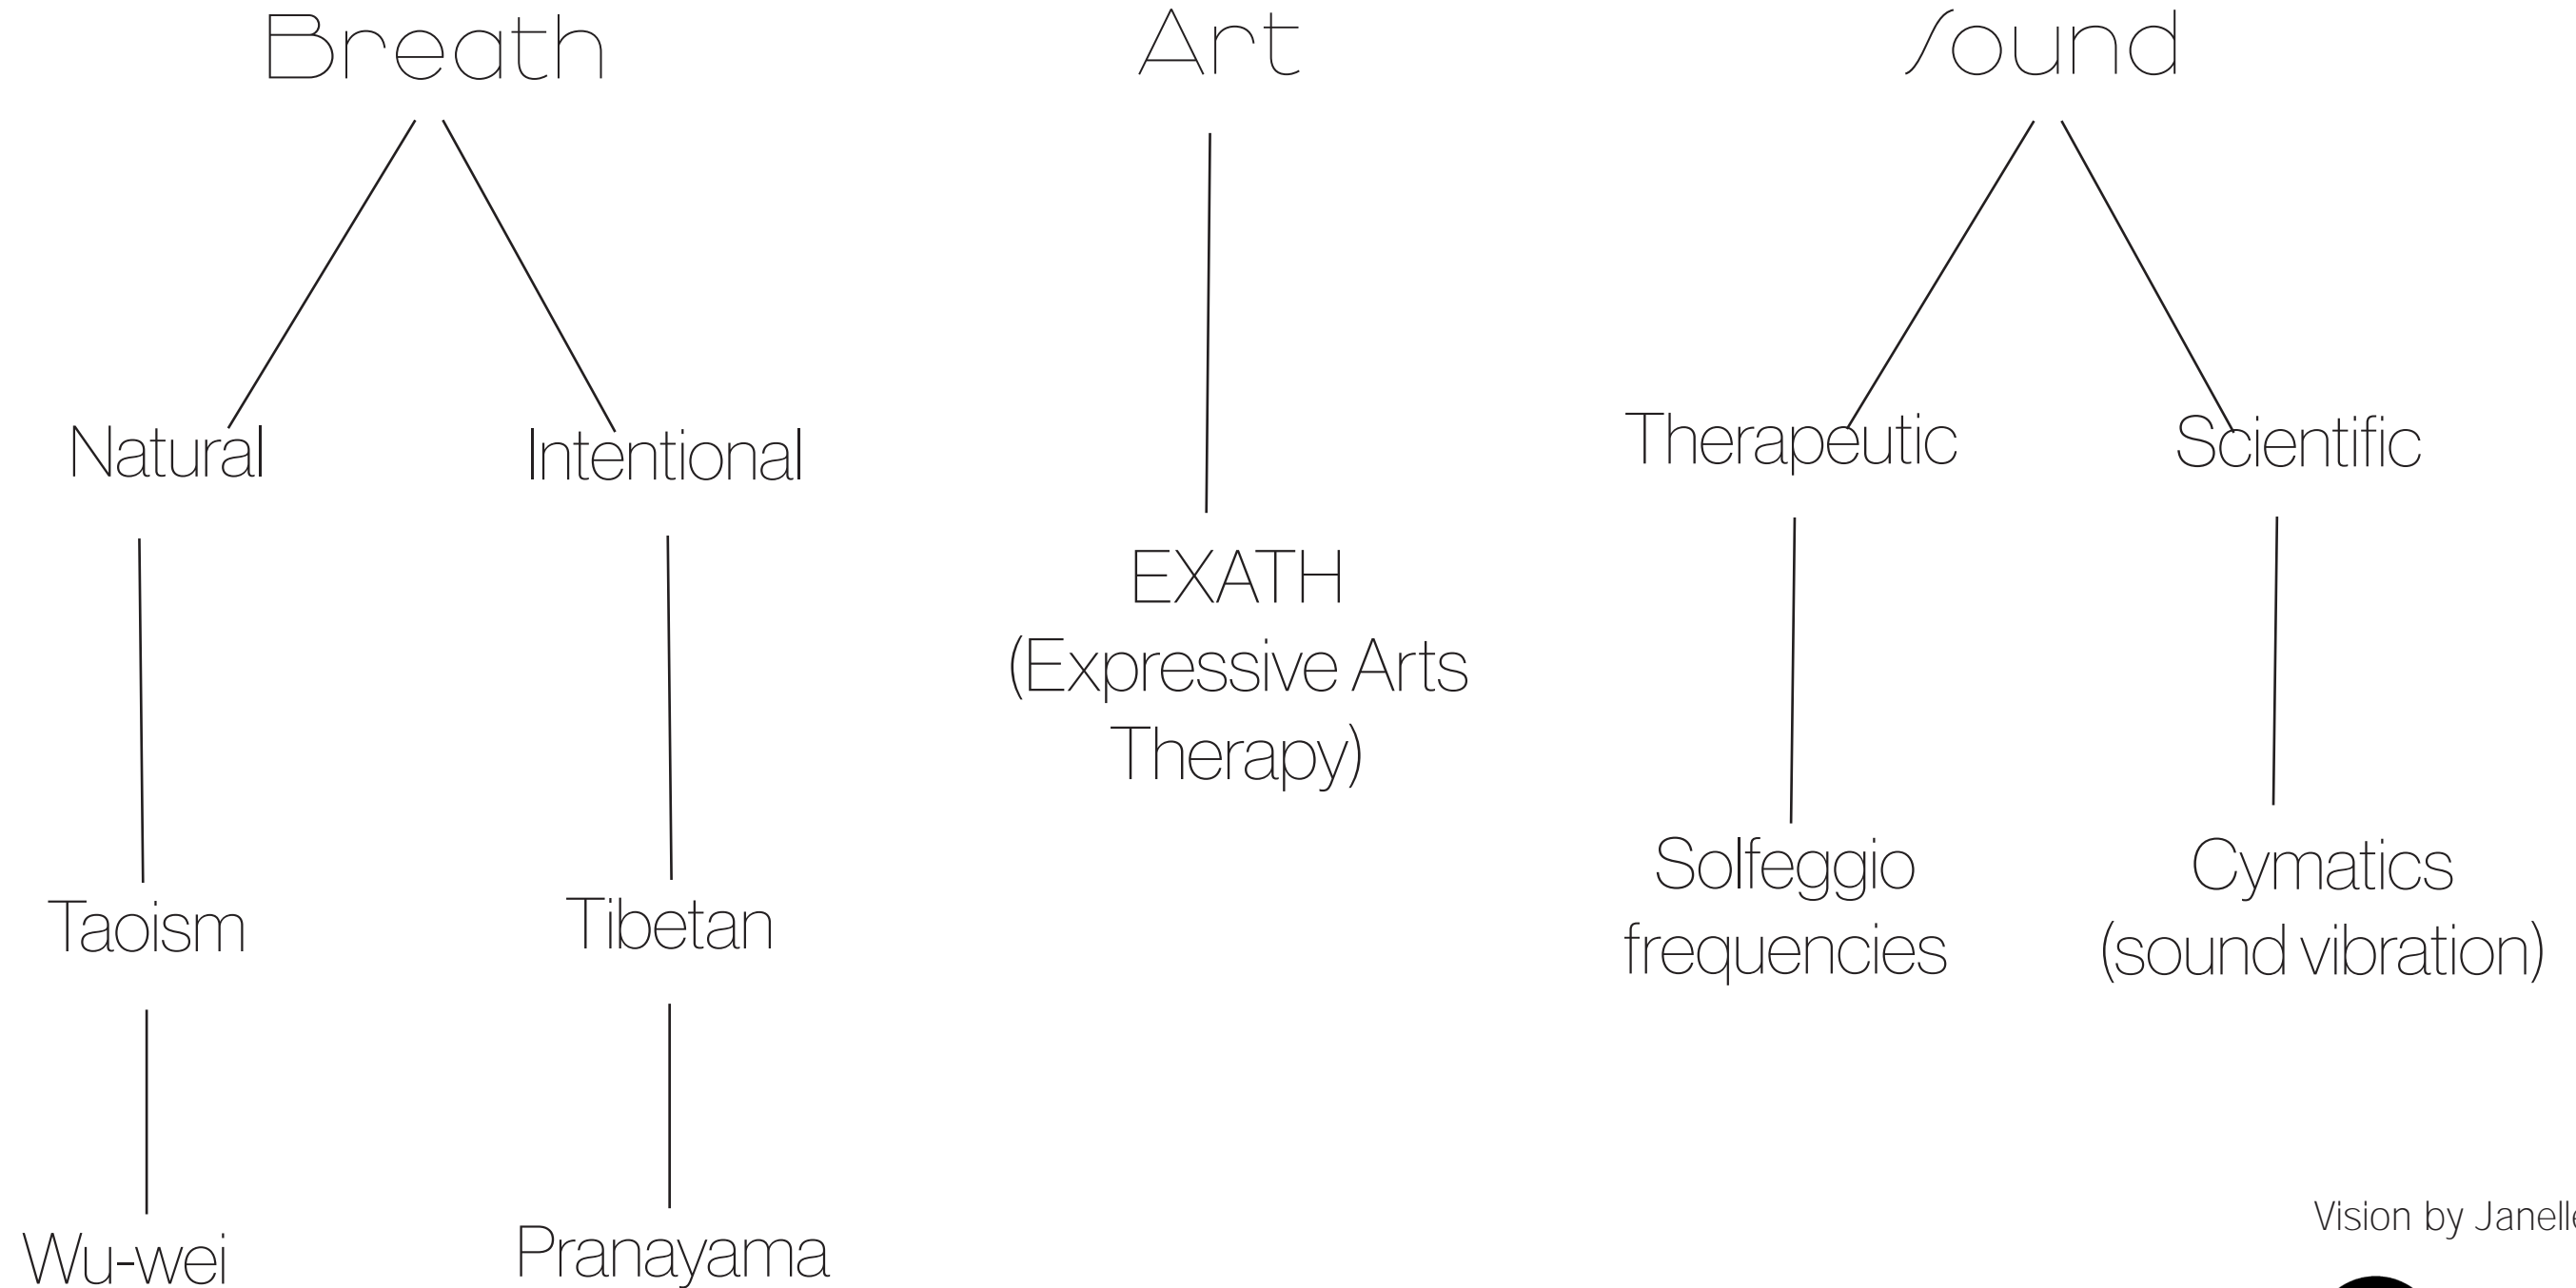 Breath
Art
Sound
Natural
Intentional
Therapeutic
Scientific
EXATH
(Expressive Arts
Therapy)
Taoism
Tibetan
Solfeggio
frequencies
Cymatics
(sound vibration)
Wu-wei
Pranayama
Vision by